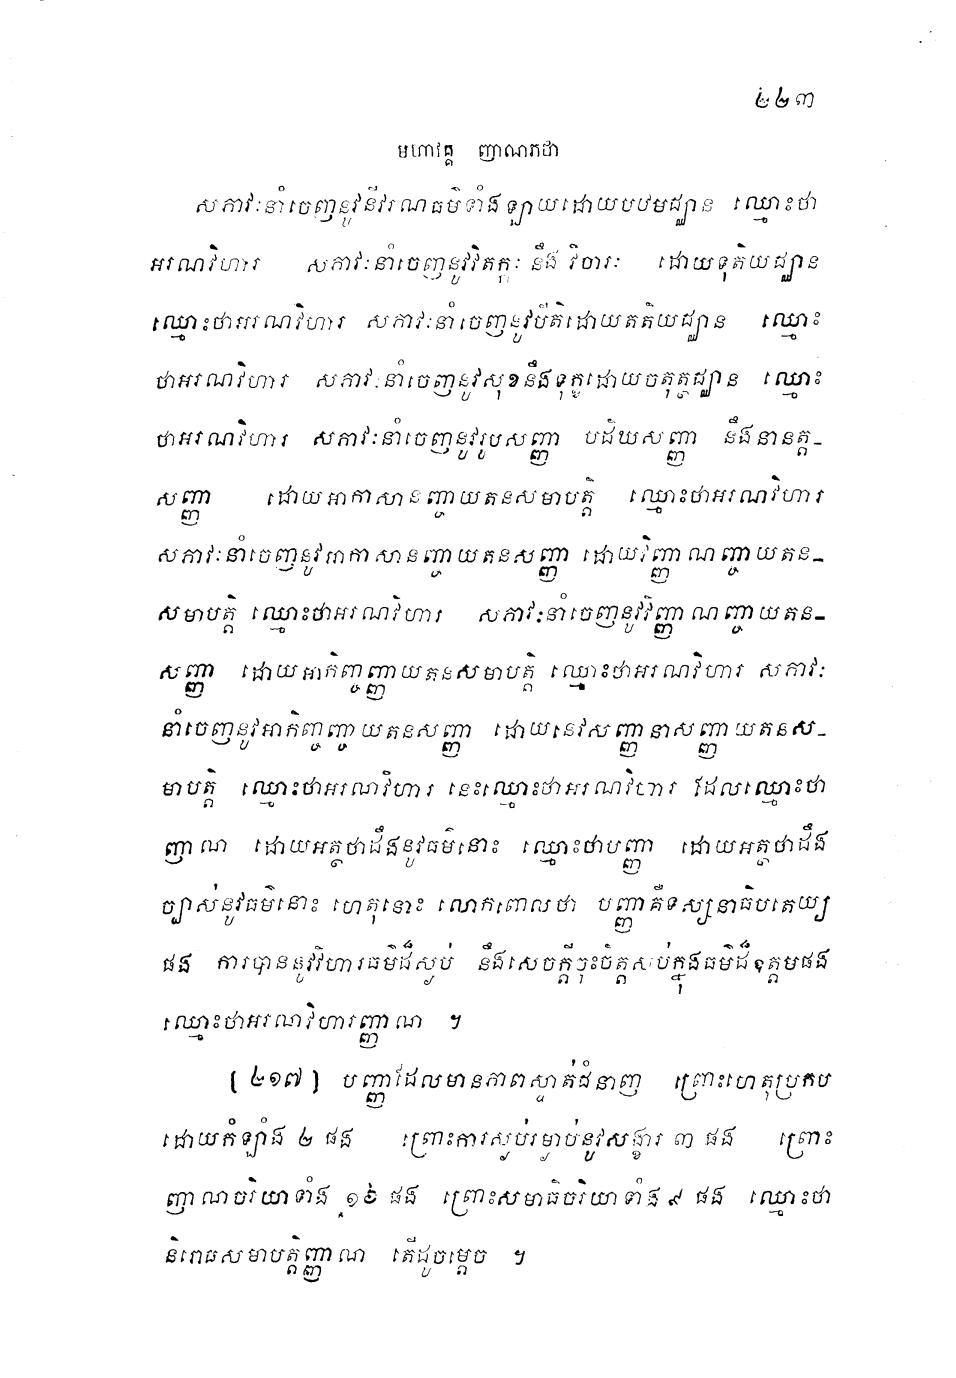 ២២៣
មហាវគ្គ ញាណកថា
សភាវៈនាំចេញនូវនីវរណធម៌ទាំងឡាយដោយបឋមជ្ឈាន ឈ្មោះថា
អរណវិហារ សភាវៈនាំចេញនូវវិតក្កៈ នឹង វិចារៈ ដោយទុតិយជ្ឈាន
ឈ្មោះថាអរណវិហារ សភាវៈនាំចេញនូវបីតិដោយតតិយជ្ឈាន ឈ្មោះ
ថាអរណវិហារ សភាវៈនាំចេញនូវសុខនឹងទុក្ខដោយចតុត្ថជ្ឈាន ឈ្មោះ
ថាអរណវិហារ សភាវៈនាំចេញនូវរូបសញ្ញា បដិឃសញ្ញា នឹងនានត្ត-
សញ្ញា ដោយអាកាសានញ្ចាយតនសមាបត្តិ ឈ្មោះថាអរណវិហារ
សភាវៈនាំចេញនូវអាកាសានញ្ចាយតនសញ្ញា ដោយវិញ្ញាណញ្ចាយតន-
សមាបត្តិ ឈ្មោះថាអរណវិហារ សភាវៈនាំចេញនូវវិញ្ញាណញ្ចាយតន-
សញ្ញា ដោយអាកិញ្ចញ្ញាយតនសមាបត្តិ ឈ្មោះថាអរណវិហារ សភាវៈ
នាំចេញនូវអាកិញ្ចញ្ចាយតនសញ្ញា ដោយនេវសញ្ញានាសញ្ញាយតនស-
មាបត្តិ ឈ្មោះថាអរណវិហារ នេះឈ្មោះថាអរណវិហារ ដែលឈ្មោះថា
ញាណ ដោយអត្ថថាដឹងនូវធម៌នោះ ឈ្មោះថាបញ្ញា ដោយអត្ថថាដឹង
ច្បាស់នូវធម៌នោះ ហេតុនោះ លោកពោលថា បញ្ញាគឺទស្សនាធិបតេយ្យ
ផង ការបាននូវវិហារធម៌ដ៏ស្ងប់ នឹងសេចក្តីចុះចិត្តស៊ប់ក្នុងធម៌ដ៏ឧត្តមផង
ឈ្មោះថាអរណវិហារញ្ញាណ ។
[២១៧] បញ្ញាដែលមានភាពស្ទាត់ជំនាញ ព្រោះហេតុប្រកប
ដោយកំឡាំង ២ ផង ព្រោះការស្ងប់រម្ងាប់នូវសង្ខារ ៣ ផង ព្រោះ
ញាណចរិយាទាំង ១៦ ផង ព្រោះសមាធិចរិយាទាំង ៩ ផង ឈ្មោះថា
និរោធសមាបត្តិញ្ញាណ តើដូចម្តេច ។